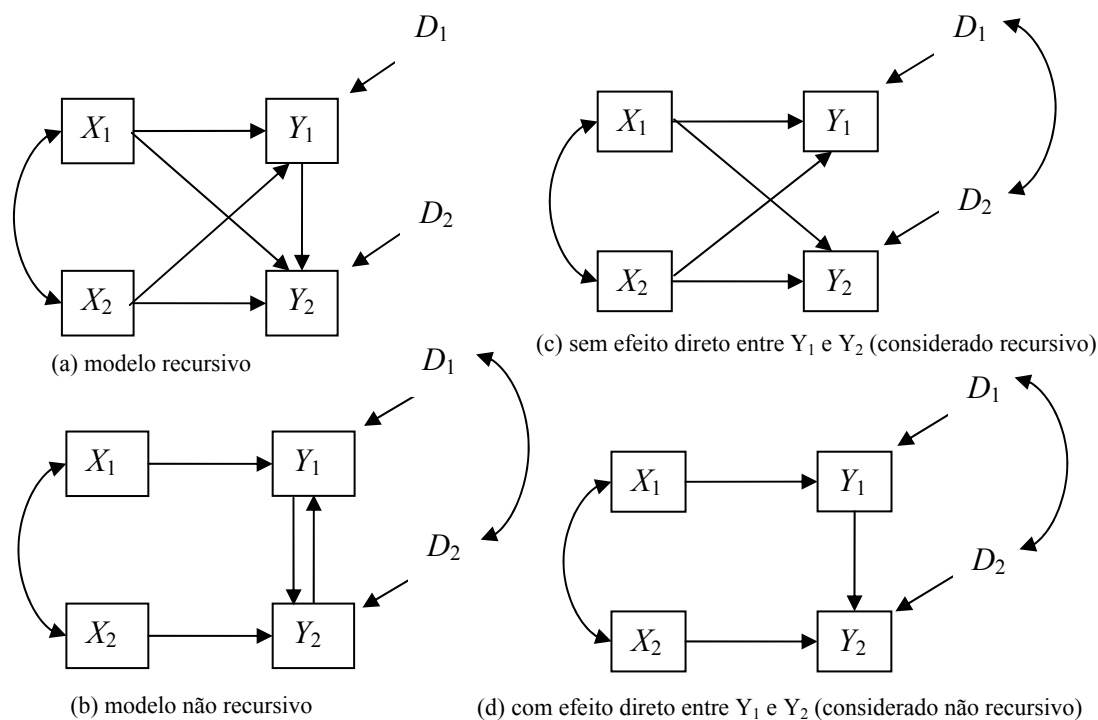 D₁
X₁ Y₁
D₂
X₂ Y₂
(a) modelo recursivo
D₁
X₁ Y₁
D₂
X₂ Y₂
(c) sem efeito direto entre Y₁ e Y₂ (considerado recursivo)
D₁
X₁ Y₁
D₂
X₂ Y₂
(b) modelo não recursivo
D₁
X₁ Y₁
D₂
X₂ Y₂
(d) com efeito direto entre Y₁ e Y₂ (considerado não recursivo)